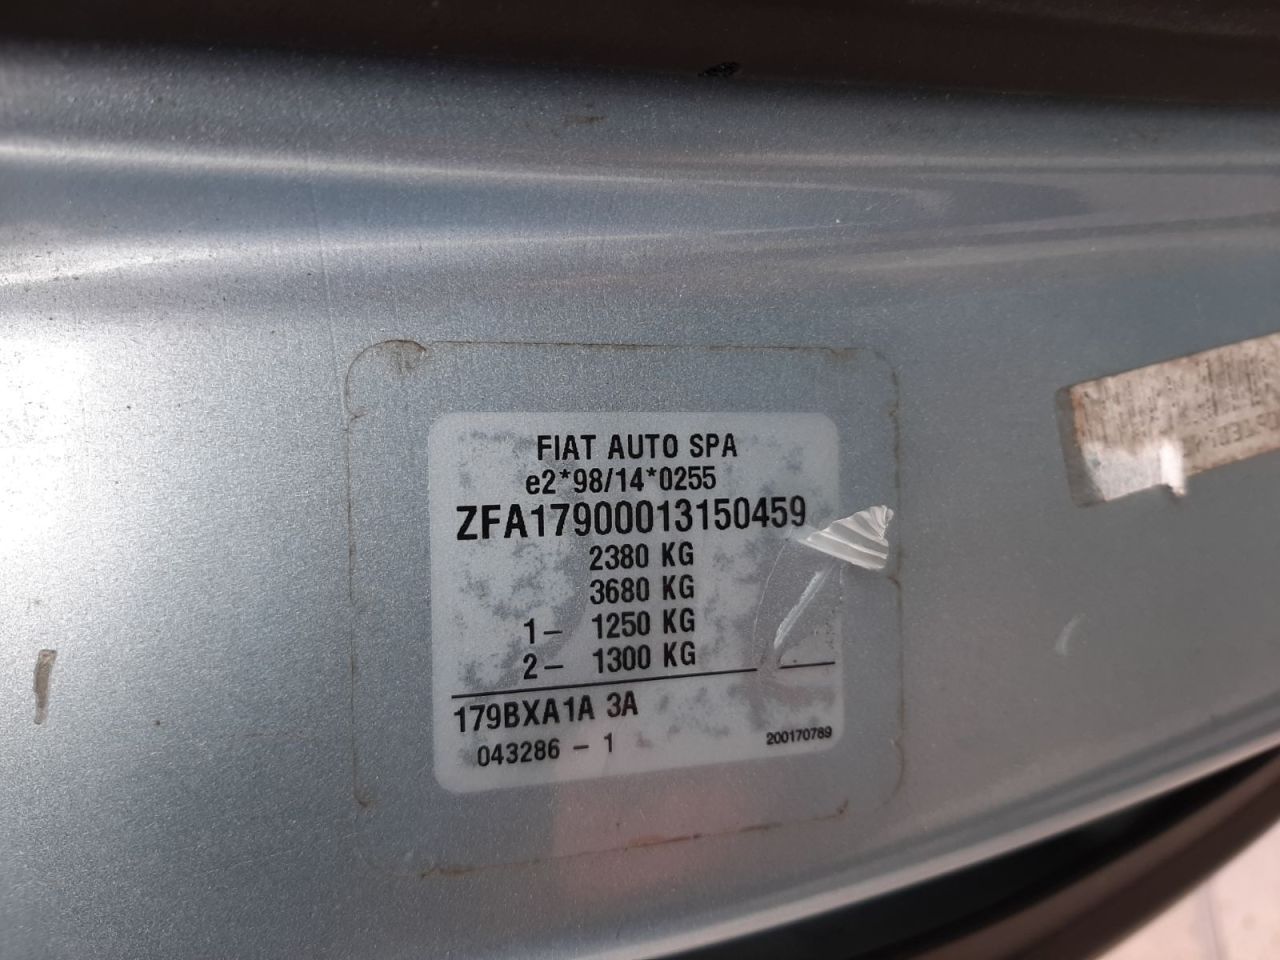 FIAT AUTO SPA
e2*98/14*0255
ZFA17900013150459
2380 KG
3680 KG
1- 1250 KG
2- 1300 KG
179BXA1A 3A
043286 - 1
200170789